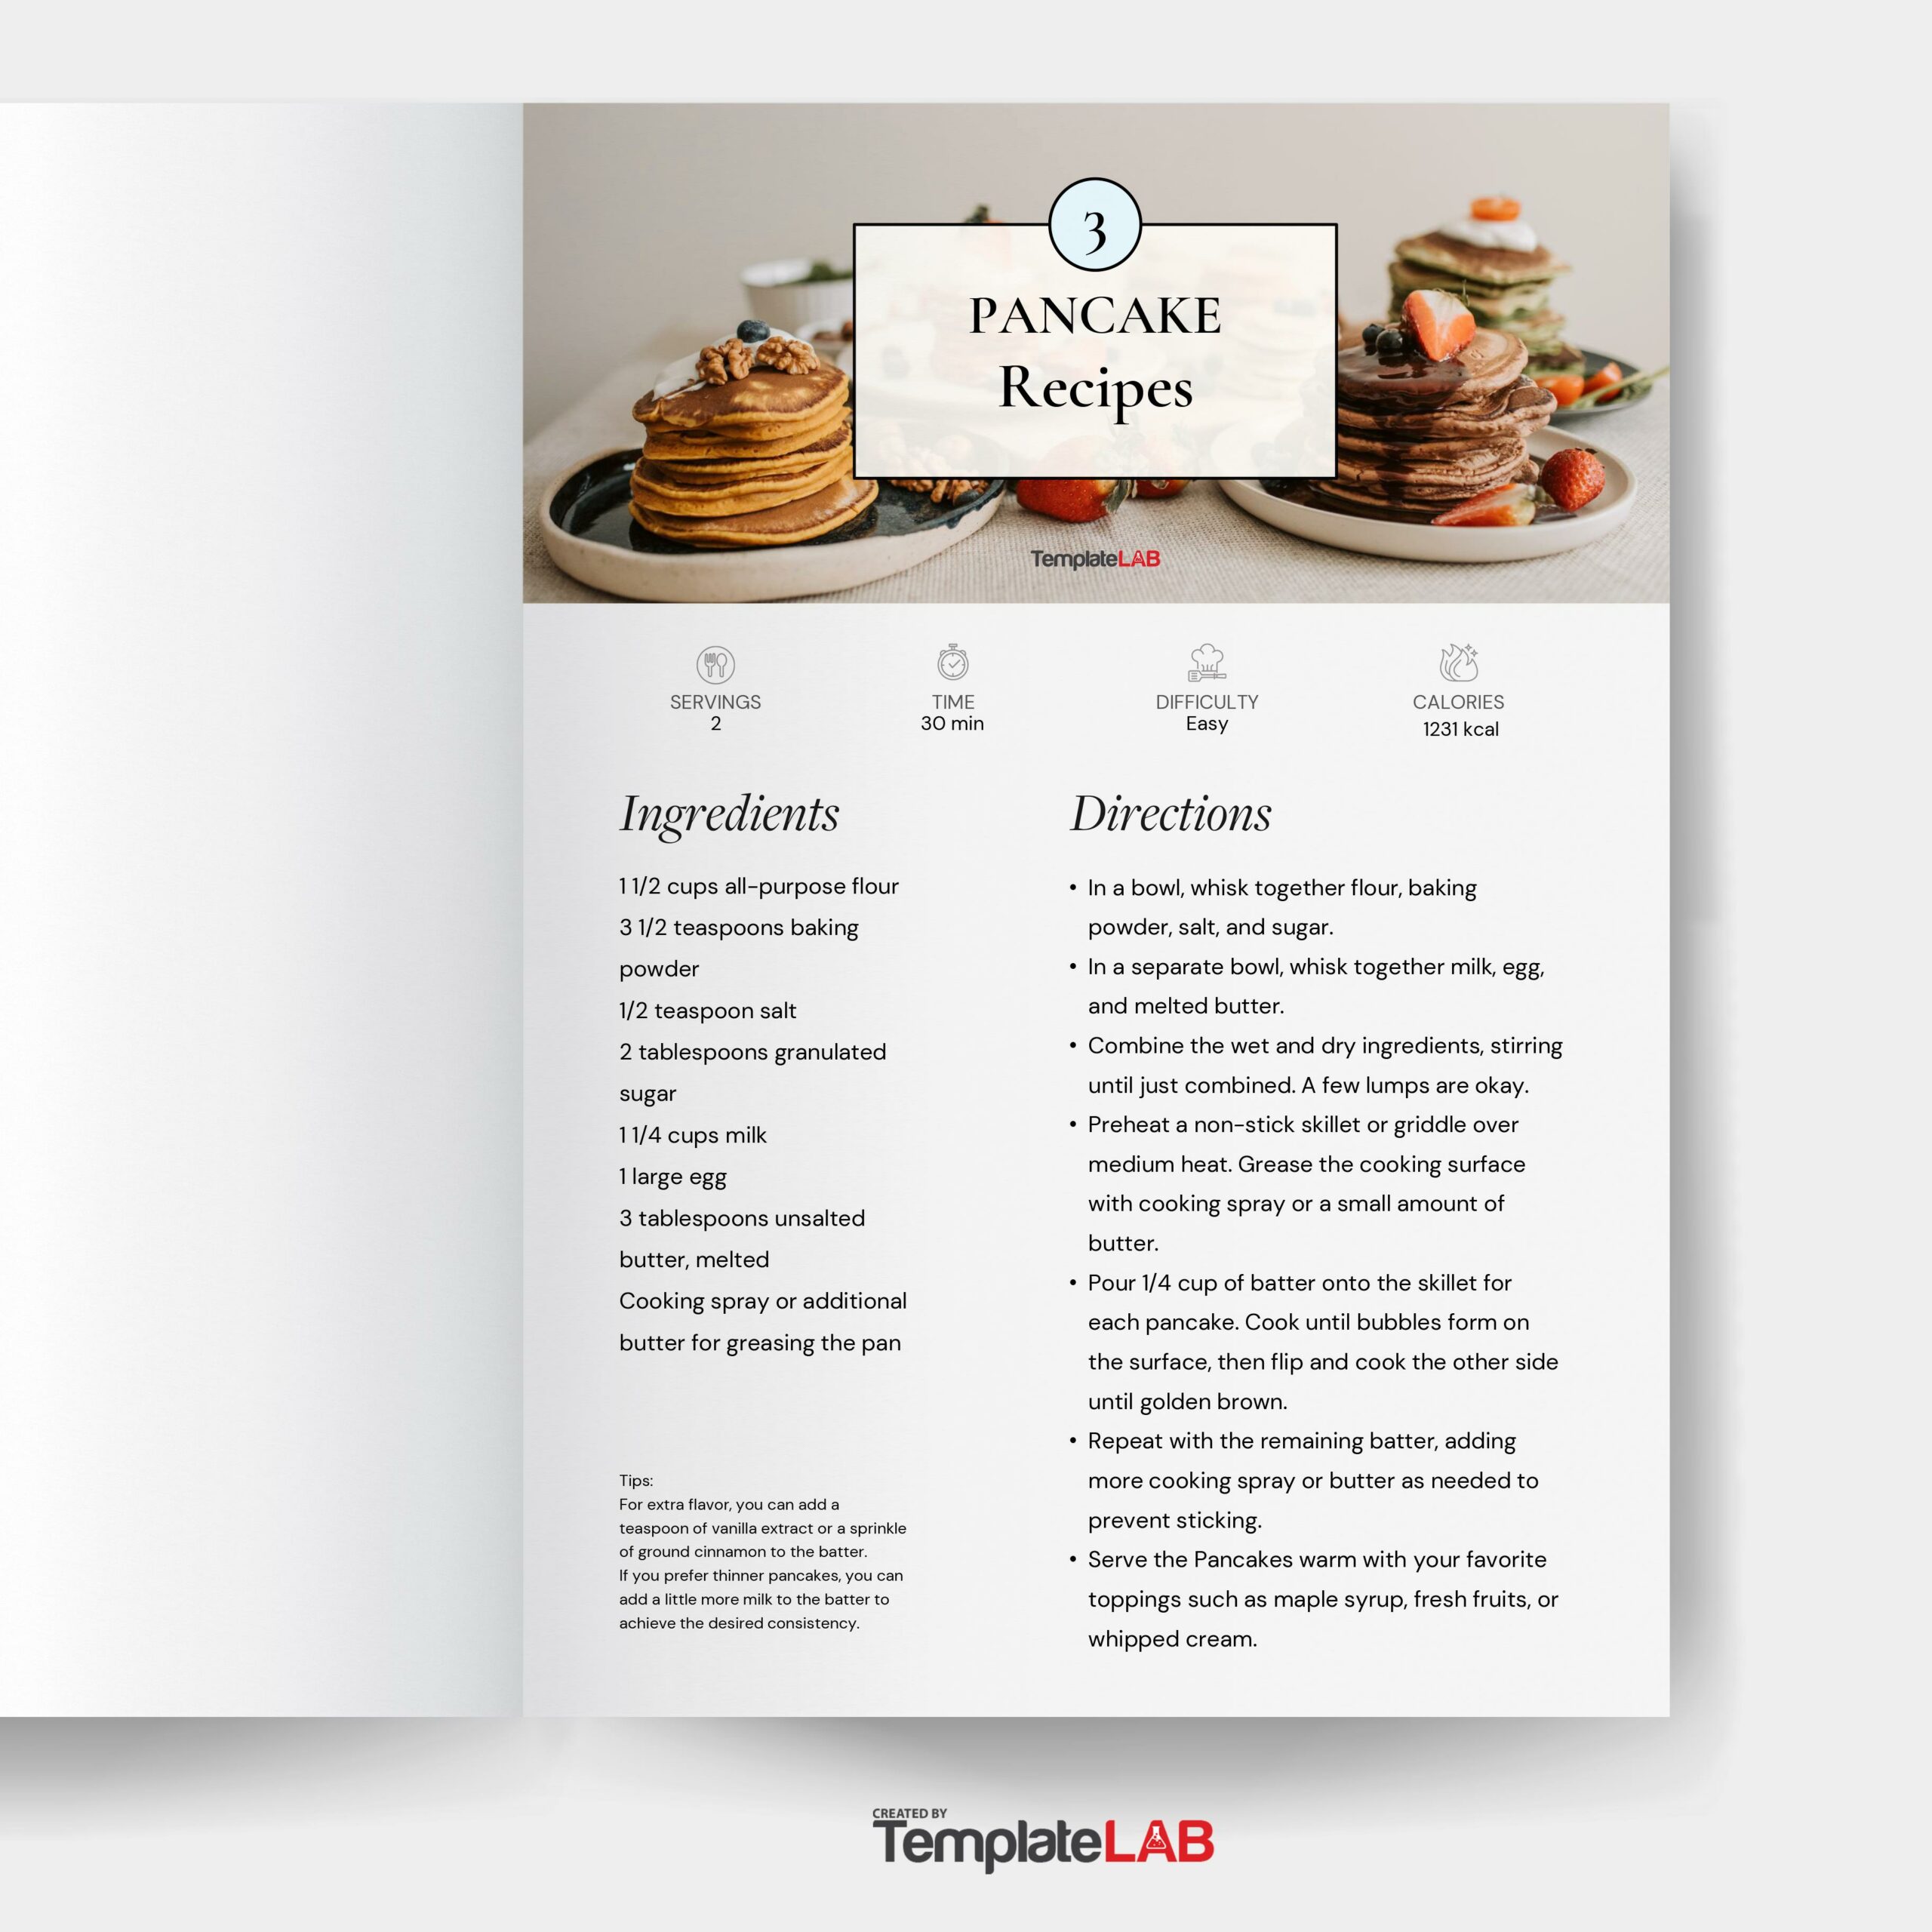 3
PANCAKE
Recipes
TemplateLAB
SERVINGS
2
TIME
30 min
DIFFICULTY
Easy
CALORIES
1231 kcal
Ingredients
1 1/2 cups all-purpose flour
3 1/2 teaspoons baking
powder
1/2 teaspoon salt
2 tablespoons granulated
sugar
1 1/4 cups milk
1 large egg
3 tablespoons unsalted
butter, melted
Cooking spray or additional
butter for greasing the pan
Tips:
For extra flavor, you can add a
teaspoon of vanilla extract or a sprinkle
of ground cinnamon to the batter.
If you prefer thinner pancakes, you can
add a little more milk to the batter to
achieve the desired consistency.
Directions
• In a bowl, whisk together flour, baking
powder, salt, and sugar.
• In a separate bowl, whisk together milk, egg,
and melted butter.
• Combine the wet and dry ingredients, stirring
until just combined. A few lumps are okay.
• Preheat a non-stick skillet or griddle over
medium heat. Grease the cooking surface
with cooking spray or a small amount of
butter.
• Pour 1/4 cup of batter onto the skillet for
each pancake. Cook until bubbles form on
the surface, then flip and cook the other side
until golden brown.
• Repeat with the remaining batter, adding
more cooking spray or butter as needed to
prevent sticking.
• Serve the Pancakes warm with your favorite
toppings such as maple syrup, fresh fruits, or
whipped cream.
CREATED BY
TemplateLAB